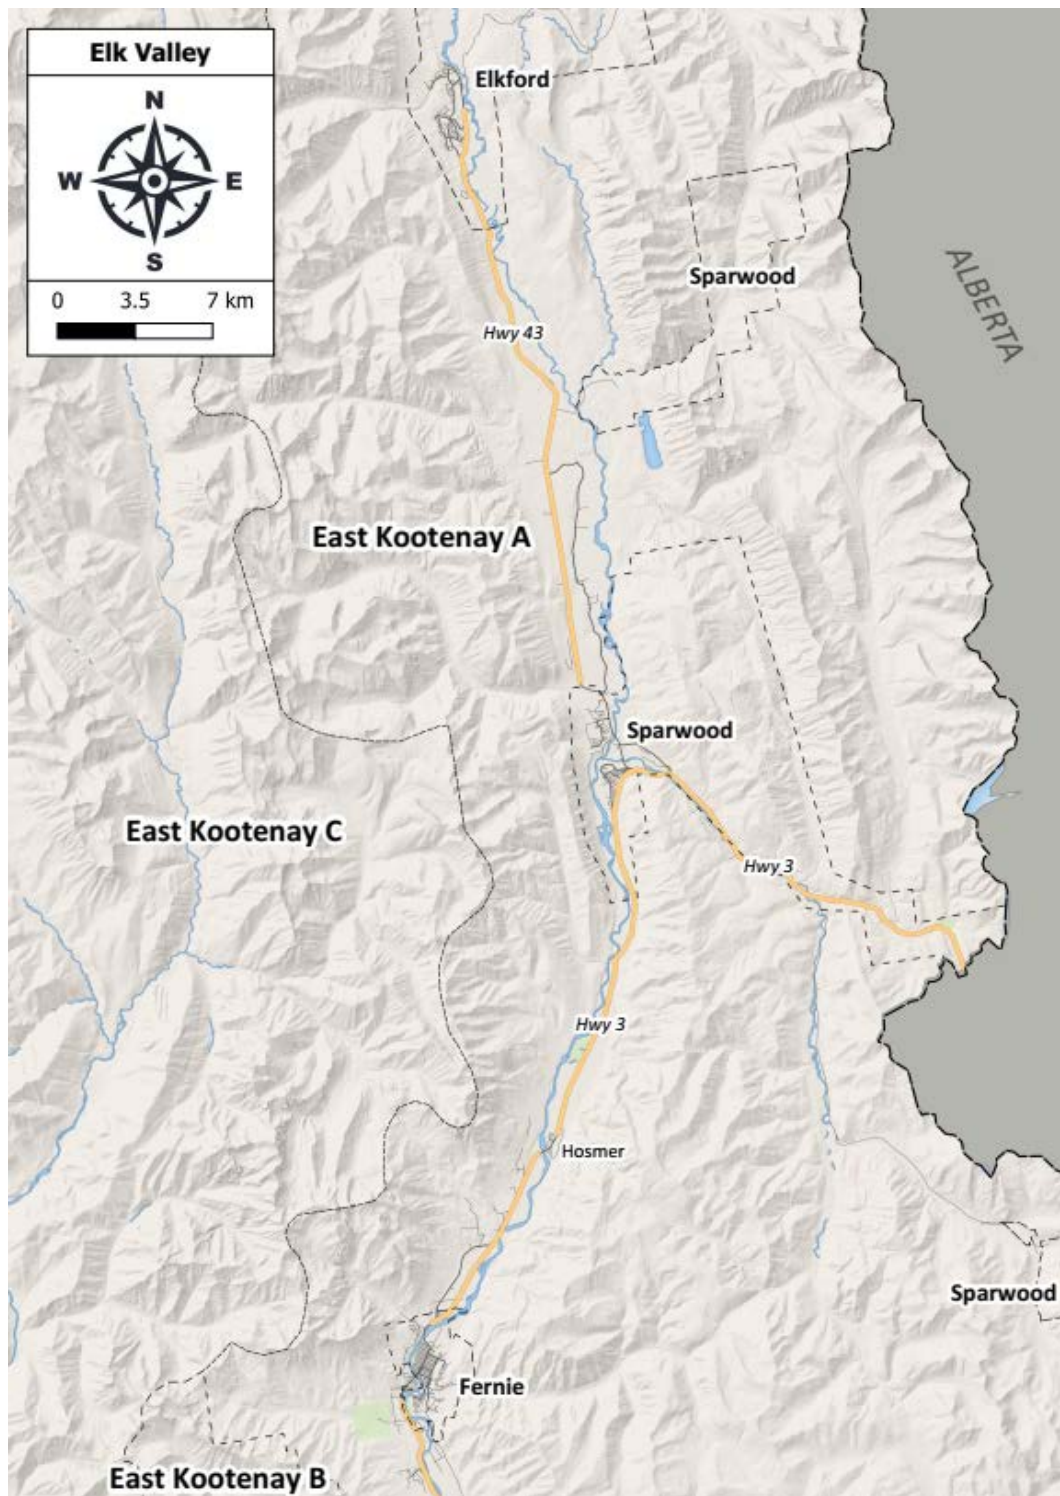 Elk Valley
N
W E
S
0 3.5 7 km
Elkford
Sparwood
ALBERTA
Hwy 43
East Kootenay A
Sparwood
East Kootenay C
Hwy 3
Hwy 3
Hosmer
Sparwood
Fernie
East Kootenay B